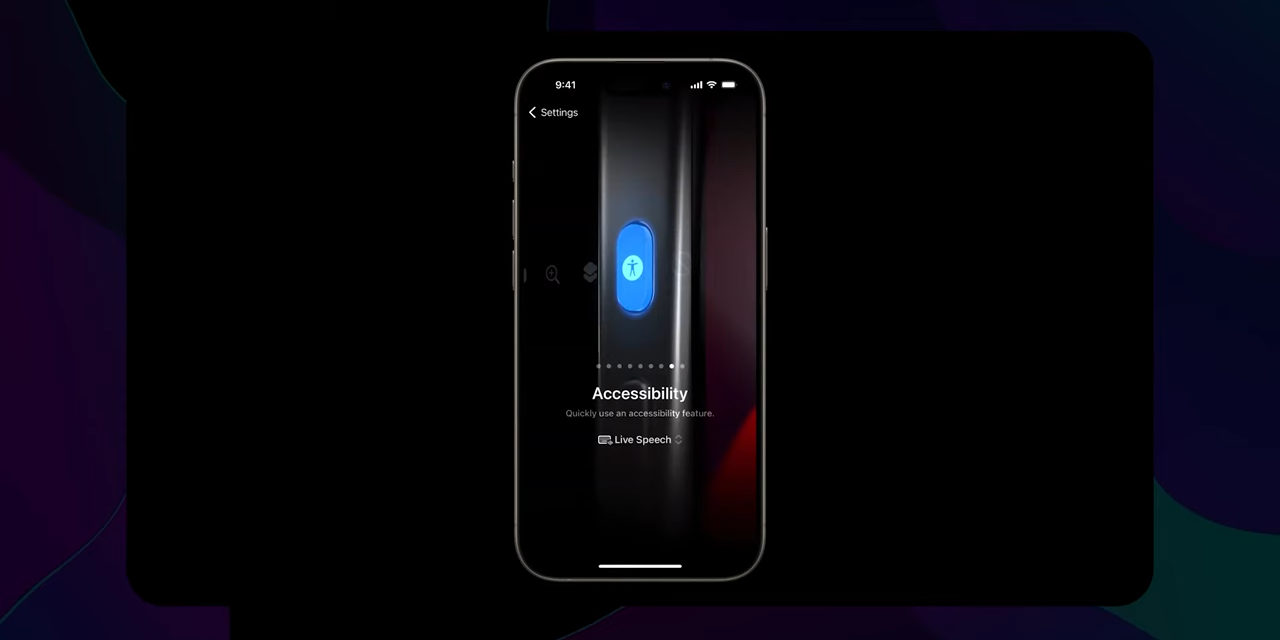 9:41
Settings
Accessibility
Quickly use an accessibility feature.
Live Speech